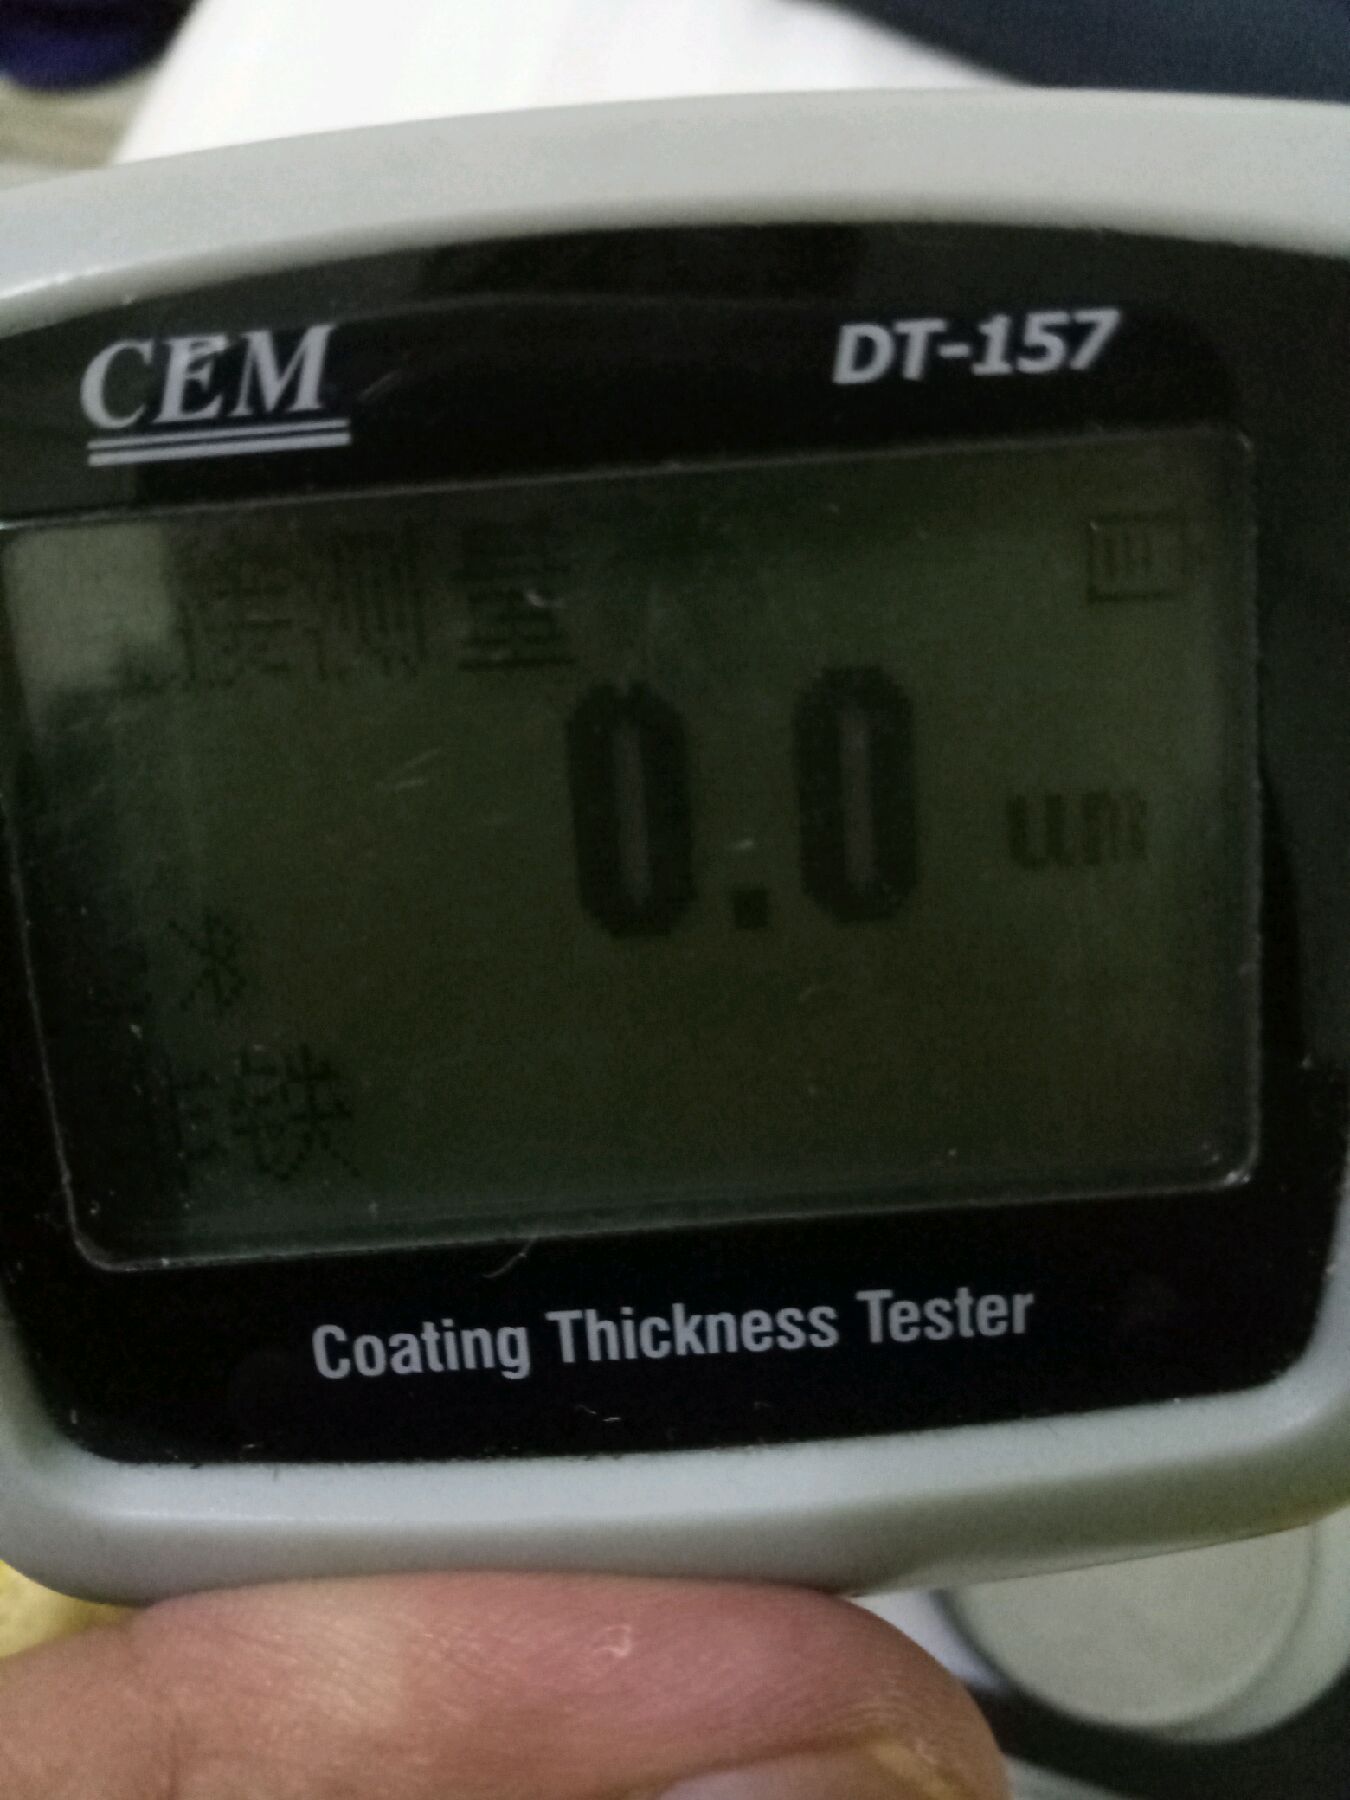 CEM
DT-157
测量
0.0 um
铁
Coating Thickness Tester